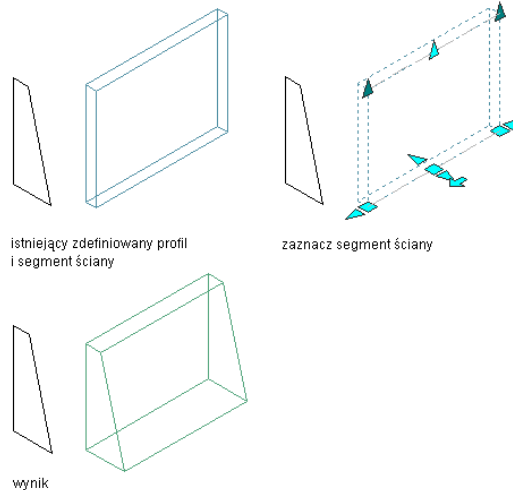 istniejący zdefiniowany profil
i segment ściany
zaznacz segment ściany
wynik